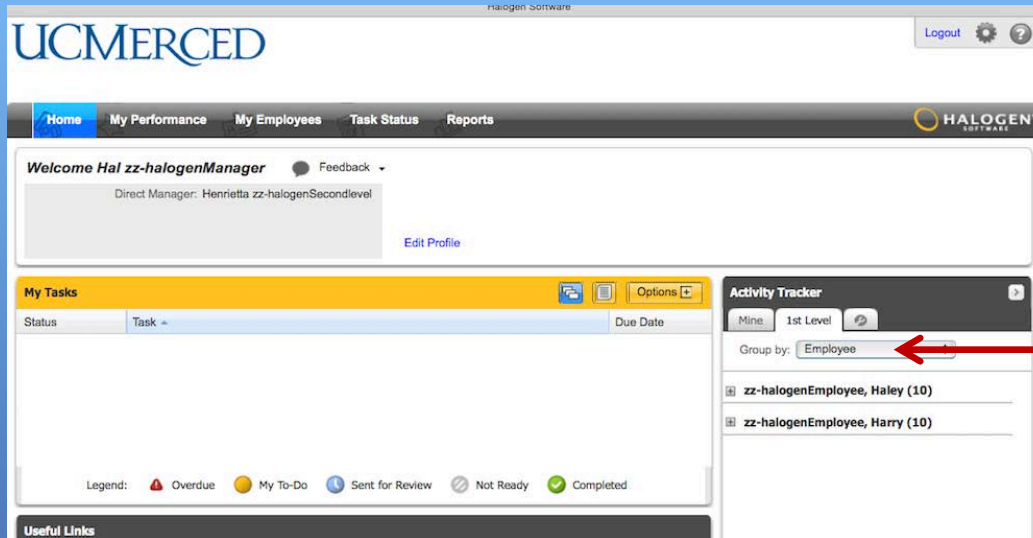 Halogen Software
UCMERCED
Logout
Home My Performance My Employees Task Status Reports
HALOGEN
SOFTWARE
Welcome Hal zz-halogenManager Feedback
Direct Manager: Henrietta zz-halogenSecondlevel
Edit Profile
My Tasks Options
Status Task Due Date
Legend: Overdue My To-Do Sent for Review Not Ready Completed
Useful Links
Activity Tracker
Mine 1st Level
Group by: Employee
zz-halogenEmployee, Haley (10)
zz-halogenEmployee, Harry (10)